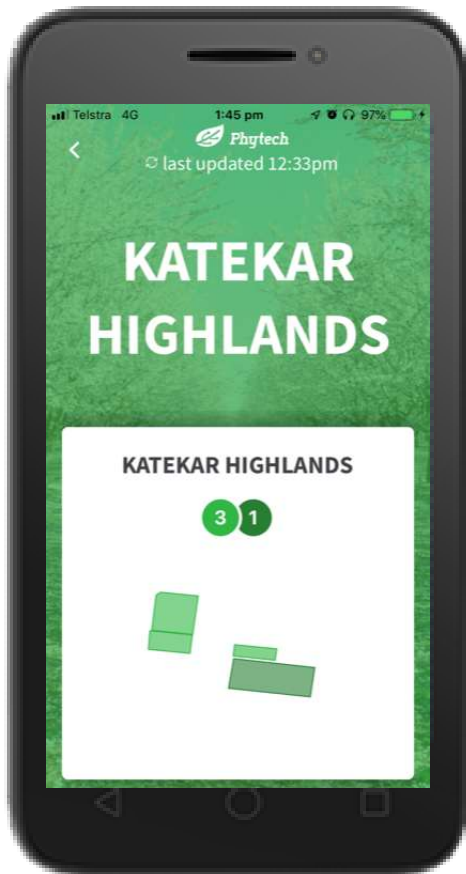 Telstra 4G 1:45 pm 97%
Phytech
last updated 12:33pm
KATEKAR
HIGHLANDS
KATEKAR HIGHLANDS
3 1